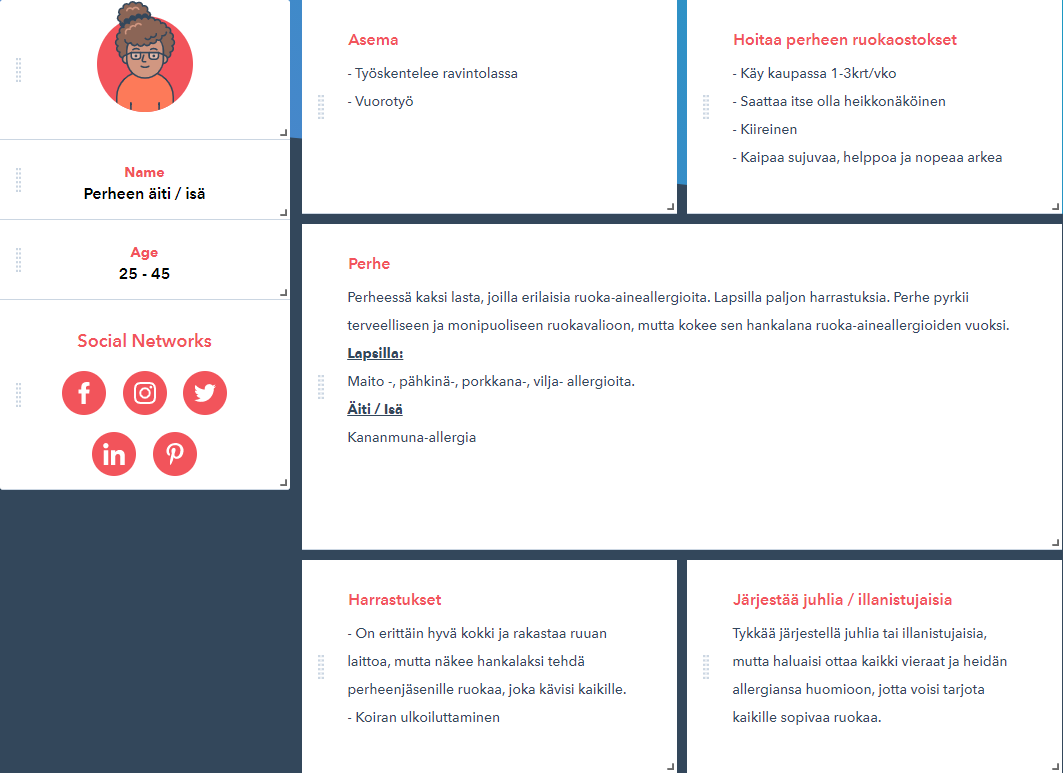 Name
Perheen äiti / isä
Age
25 - 45
Social Networks
Asema
- Työskentelee ravintolassa
- Vuorotyö
Hoitaa perheen ruokaostokset
- Käy kaupassa 1-3krt/vko
- Saattaa itse olla heikkonäköinen
- Kiireinen
- Kaipaa sujuvaa, helppoa ja nopeaa arkea
Perhe
Perheessä kaksi lasta, joilla erilaisia ruoka-aineallergioita. Lapsilla paljon harrastuksia. Perhe pyrkii
terveelliseen ja monipuoliseen ruokavalioon, mutta kokee sen hankalana ruoka-aineallergioiden vuoksi.
Lapsilla:
Maito -, pähkinä-, porkkana-, vilja- allergioita.
Äiti / Isä
Kananmuna-allergia
Harrastukset
- On erittäin hyvä kokki ja rakastaa ruuan
laittoa, mutta näkee hankalaksi tehdä
perheenjäsenille ruokaa, joka kävisi kaikille.
- Koiran ulkoiluttaminen
Järjestää juhlia / illanistujaisia
Tykkää järjestellä juhlia tai illanistujaisia,
mutta haluaisi ottaa kaikki vieraat ja heidän
allergiansa huomioon, jotta voisi tarjota
kaikille sopivaa ruokaa.